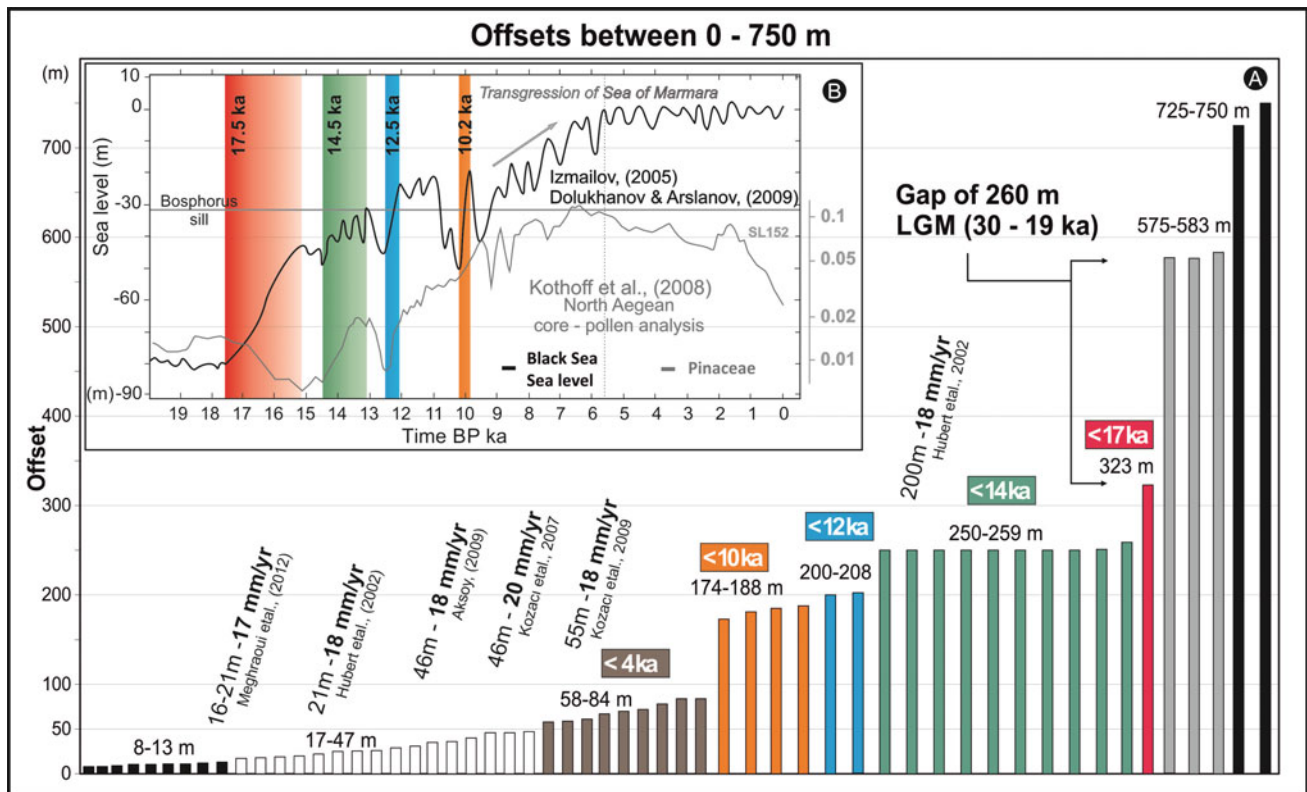 Offsets between 0 - 750 m
(m)
A
700
600
500
400
300
200
100
50
0
Offset
B
10
0
-30
-60
(m) -90
Sea level (m)
17.5 ka
14.5 ka
12.5 ka
10.2 ka
Transgression of Sea of Marmara
Bosphorus
sill
Izmailov, (2005)
Dolukhanov & Arslanov, (2009)
SL152
0.1
0.05
0.02
0.01
Kothoff et al., (2008)
North Aegean
core - pollen analysis
Black Sea
Sea level
Pinaceae
19 18 17 16 15 14 13 12 11 10 9 8 7 6 5 4 3 2 1 0
Time BP ka
725-750 m
Gap of 260 m
LGM (30 - 19 ka)
575-583 m
200m -18 mm/yr
Hubert etal., 2002
<17ka
323 m
<14ka
250-259 m
<12ka
200-208
<10ka
174-188 m
55m -18 mm/yr
Kozacı etal., 2009
46m - 20 mm/yr
Kozacı etal., 2007
46m - 18 mm/yr
Aksoy, (2009)
<4ka
58-84 m
21m -18 mm/yr
Hubert etal., (2002)
17-47 m
16-21m -17 mm/yr
Meghraoui etal., (2012)
8-13 m